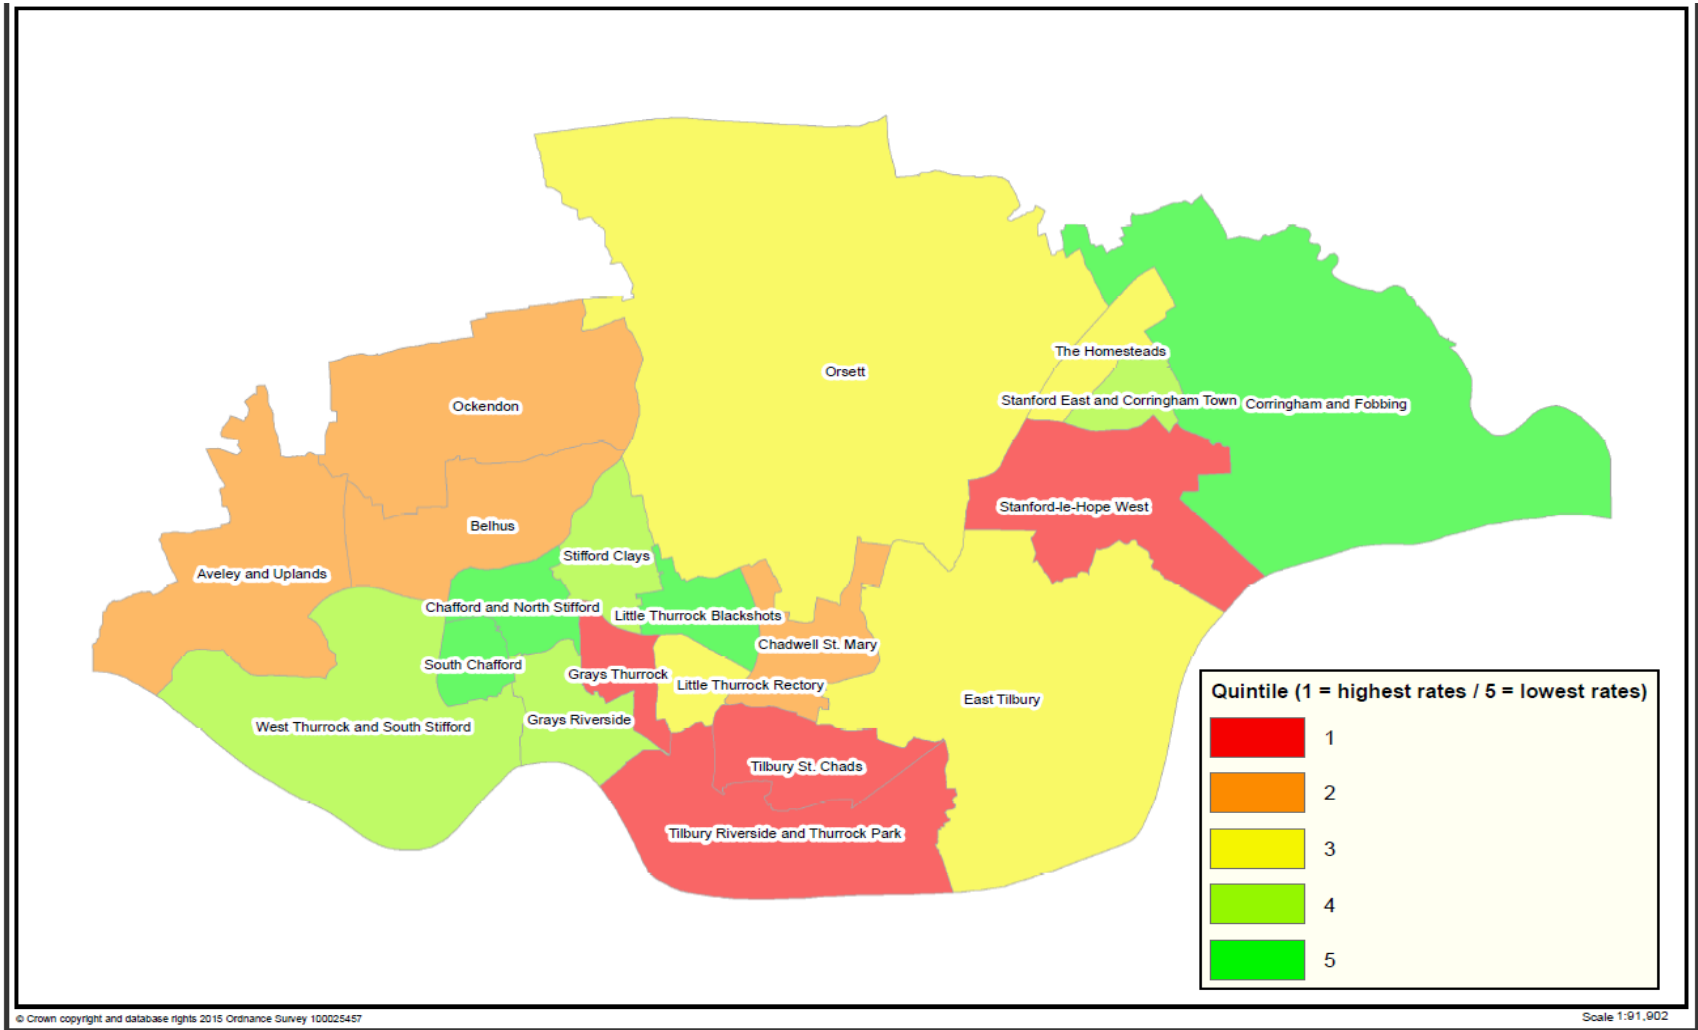 Orsett
The Homesteads
Stanford East and Corringham Town
Corringham and Fobbing
Ockendon
Stanford-le-Hope West
Belhus
Stifford Clays
Aveley and Uplands
Chafford and North Stifford
Little Thurrock Blackshots
Chadwell St. Mary
South Chafford
Grays Thurrock
Little Thurrock Rectory
East Tilbury
Grays Riverside
West Thurrock and South Stifford
Tilbury St. Chads
Tilbury Riverside and Thurrock Park
Quintile (1 = highest rates / 5 = lowest rates)
1
2
3
4
5
© Crown copyright and database rights 2015 Ordnance Survey 100025457
Scale 1:91,902